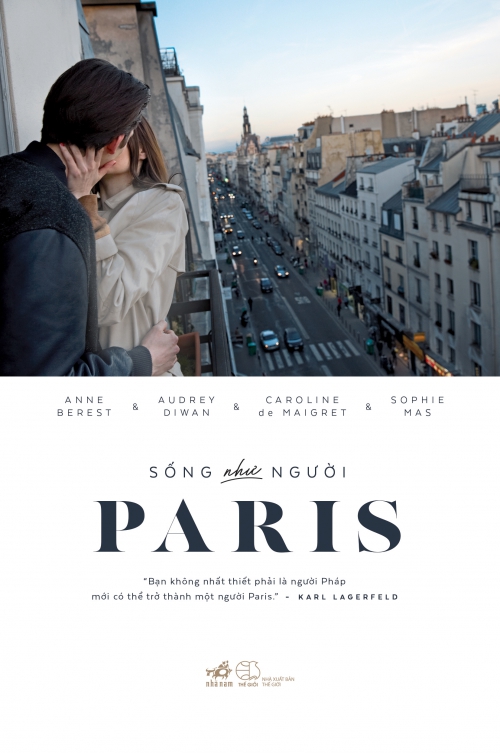 ANNE BEREST & AUDREY DIWAN & CAROLINE de MAIGRET & SOPHIE MAS
SỐNG như NGƯỜI
PARIS
“Bạn không nhất thiết phải là người Pháp
mới có thể trở thành một người Paris.” - KARL LAGERFELD
nhã nam
THẾ GIỚI
NHÀ XUẤT BẢN
THẾ GIỚI